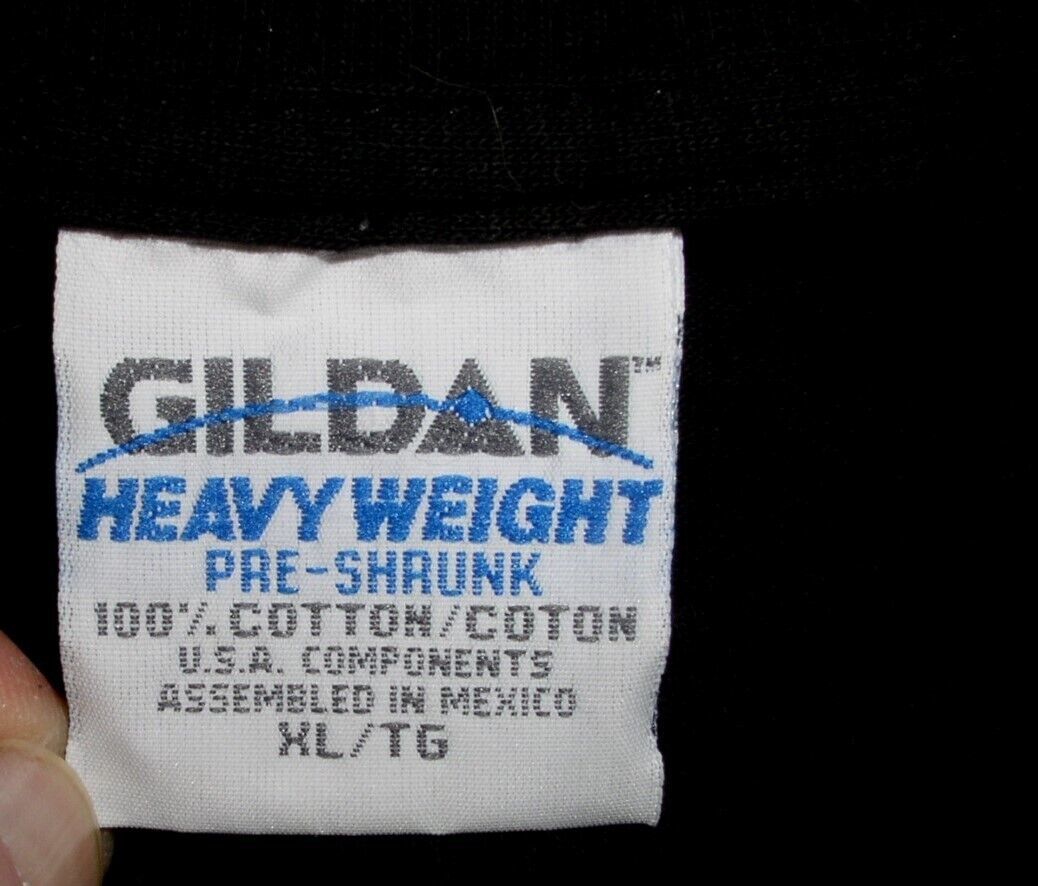 GILDAN™
HEAVY WEIGHT
PRE-SHRUNK
100% COTTON/COTON
U.S.A. COMPONENTS
ASSEMBLED IN MEXICO
XL/TG